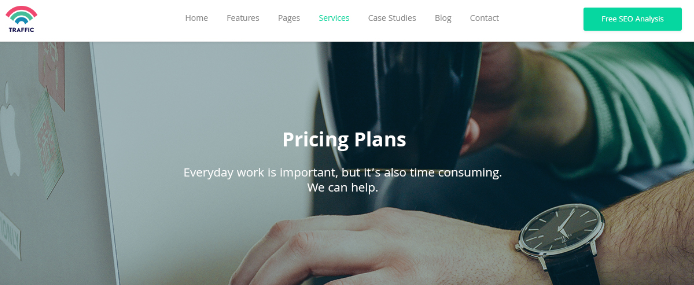 TRAFFIC
Home Features Pages Services Case Studies Blog Contact
Free SEO Analysis
Pricing Plans
Everyday work is important, but it's also time consuming.
We can help.